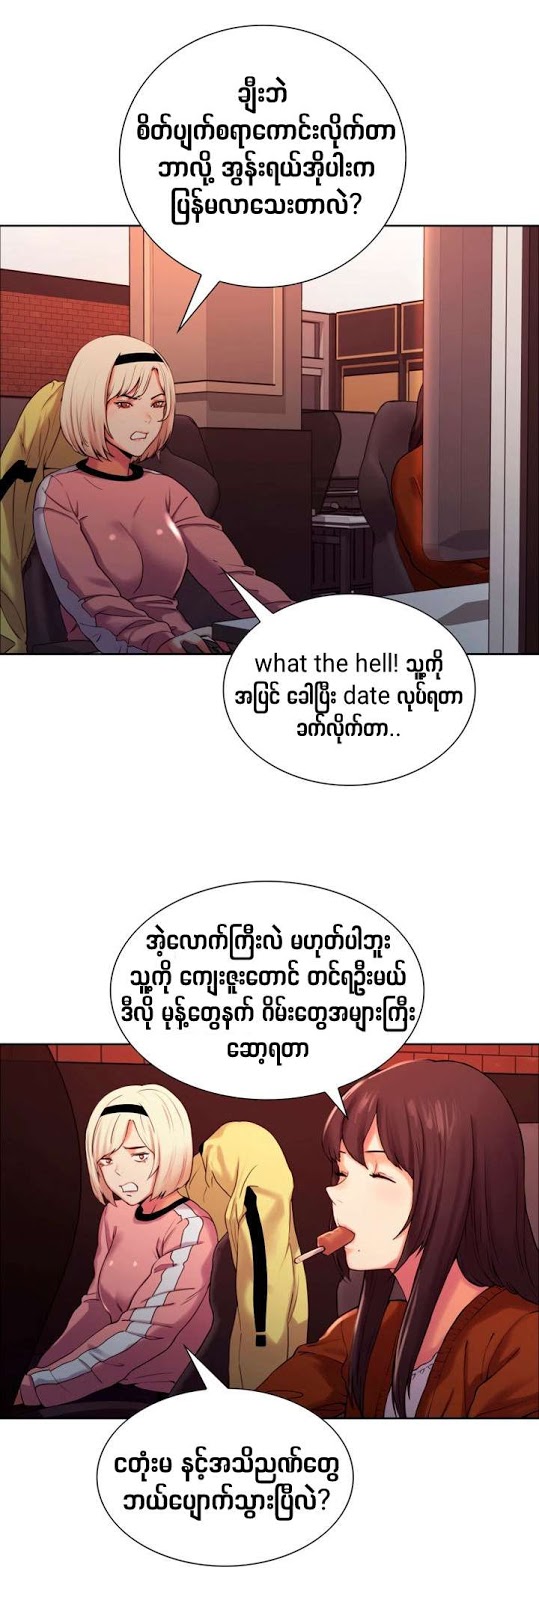 ချီးဘဲ
စိတ်ပျက်စရာကောင်းလိုက်တာ
ဘာလို့ အွန်းရယ်အိုပါးက
ပြန်မလာသေးတာလဲ?
what the hell! သူ့ကို
အပြင် ခေါ်ပြီး date လုပ်ရတာ
ခက်လိုက်တာ..
အဲ့လောက်ကြီးလဲ မဟုတ်ပါဘူး
သူ့ကို ကျေးဇူးတောင် တင်ရဦးမယ်
ဒီလို မုန့်တွေနက် ဂိမ်းတွေအများကြီး
ဆော့ရတာ
ငတုံးမ နင့်အသိညဏ်တွေ
ဘယ်ပျောက်သွားပြီလဲ?